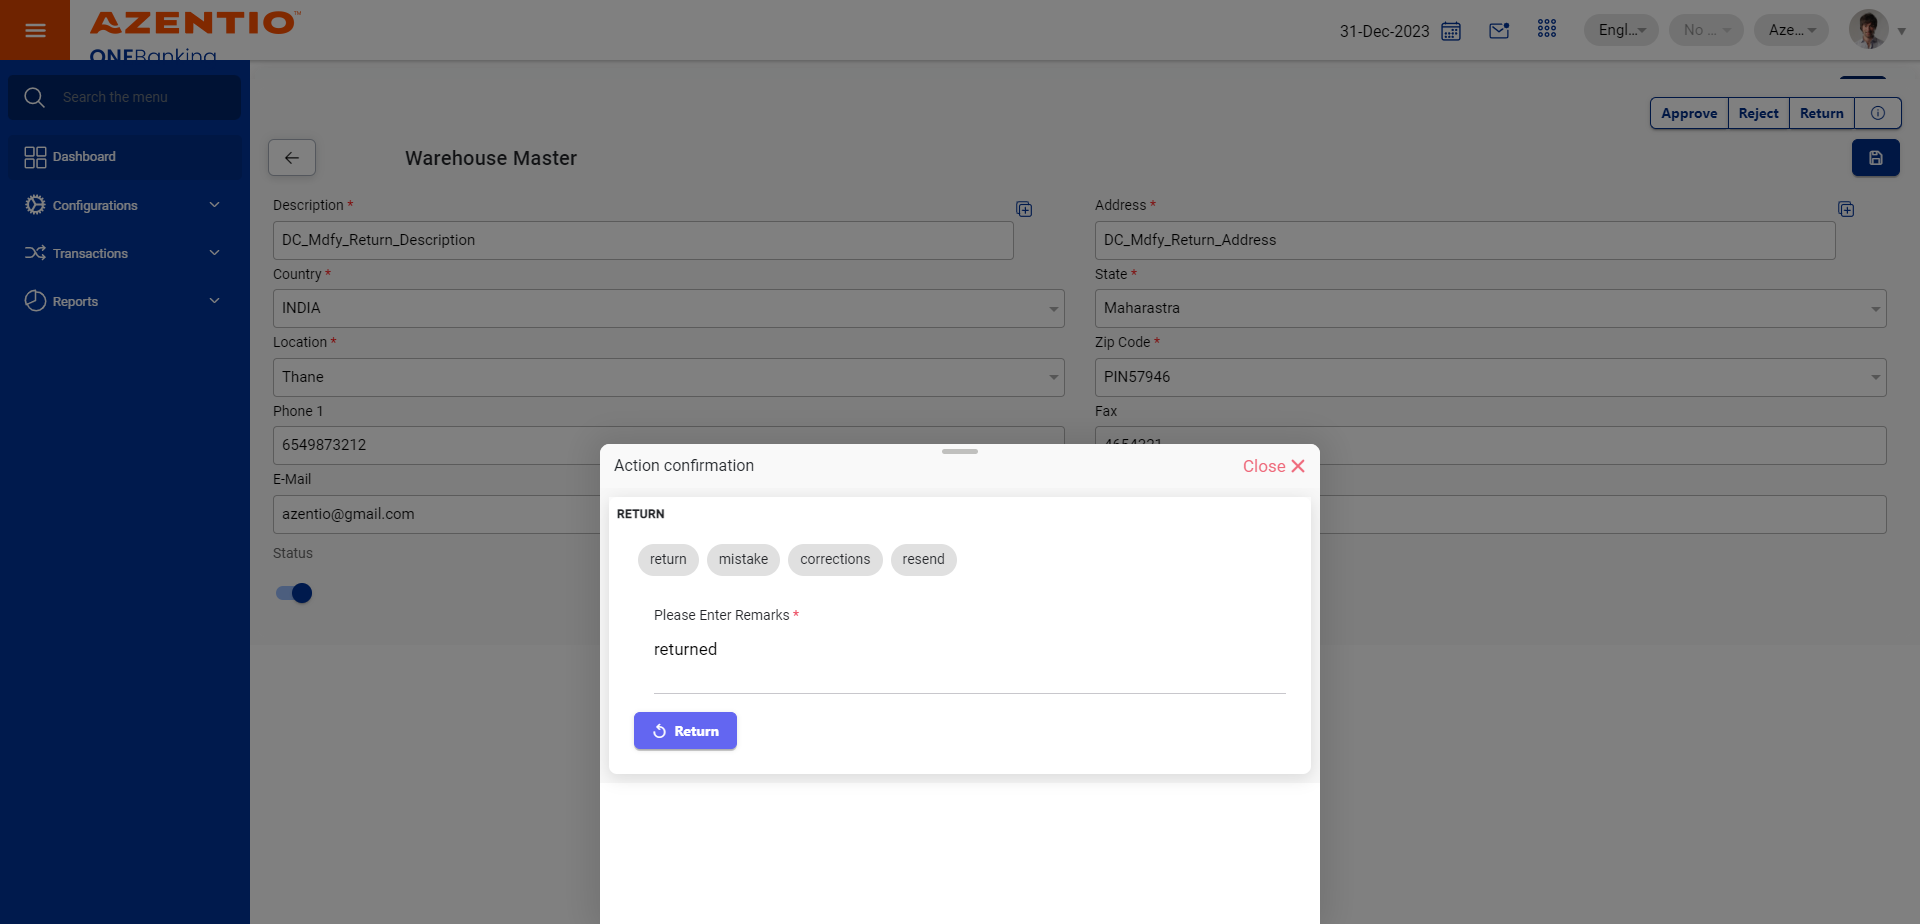 AZENTIO™
ONEBanking
31-Dec-2023
Engl...
No ...
Aze...
Search the menu
Dashboard
Configurations
Transactions
Reports
Approve Reject Return
Warehouse Master
Description *
DC_Mdfy_Return_Description
Address *
DC_Mdfy_Return_Address
Country *
INDIA
State *
Maharastra
Location *
Thane
Zip Code *
PIN57946
Phone 1
6549873212
Fax
4654321
E-Mail
azentio@gmail.com
Status
Action confirmation
Close
RETURN
return mistake corrections resend
Please Enter Remarks *
returned
Return